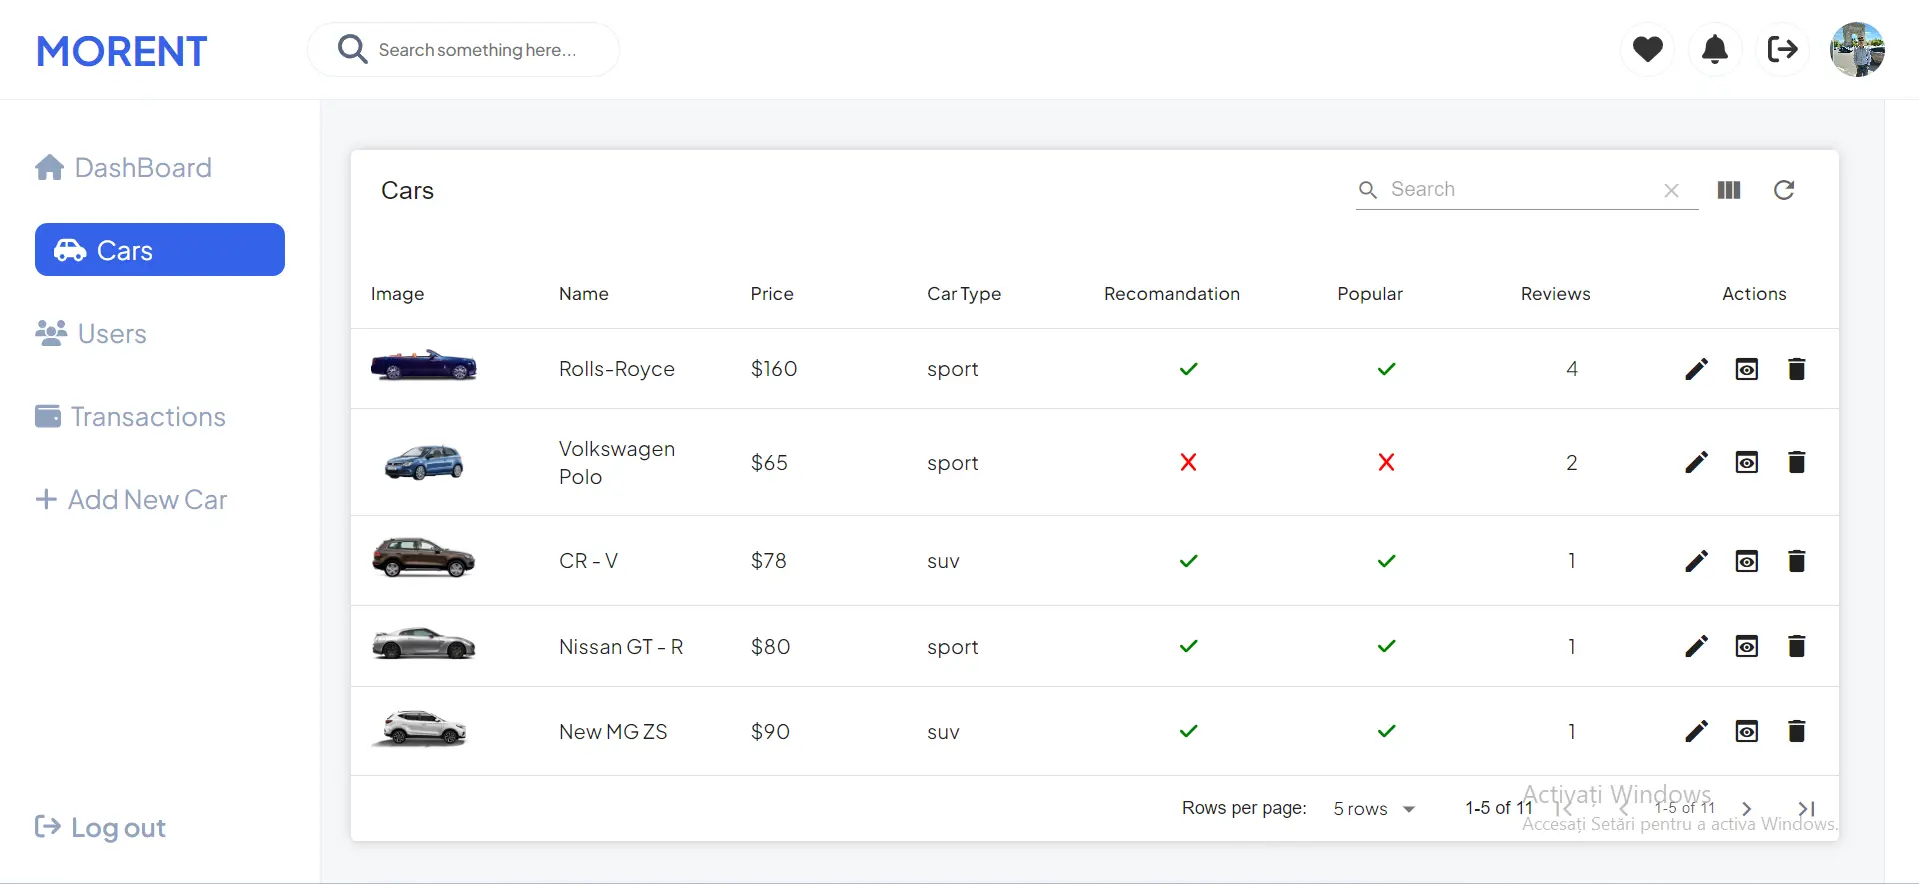 MORENT
Search something here...
DashBoard
Cars
Users
Transactions
Add New Car
Log out
Cars
Search
Image Name Price Car Type Recomandation Popular Reviews Actions
Rolls-Royce $160 sport 4
Volkswagen
Polo $65 sport 2
CR - V $78 suv 1
Nissan GT - R $80 sport 1
New MG ZS $90 suv 1
Rows per page: 5 rows 1-5 of 11 1-5 of 11
Activați Windows
Accesați Setări pentru a activa Windows.